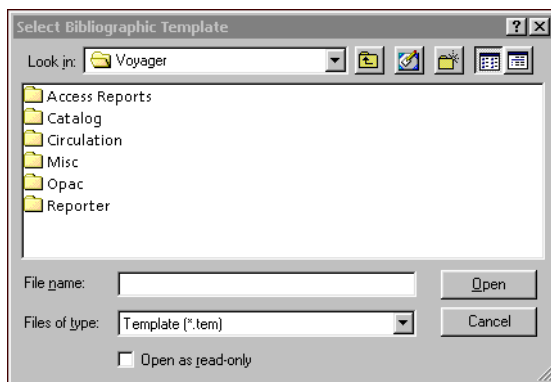 Select Bibliographic Template
Look in: Voyager
Access Reports
Catalog
Circulation
Misc
Opac
Reporter
File name: Open
Files of type: Template (*.tem) Cancel
Open as read-only